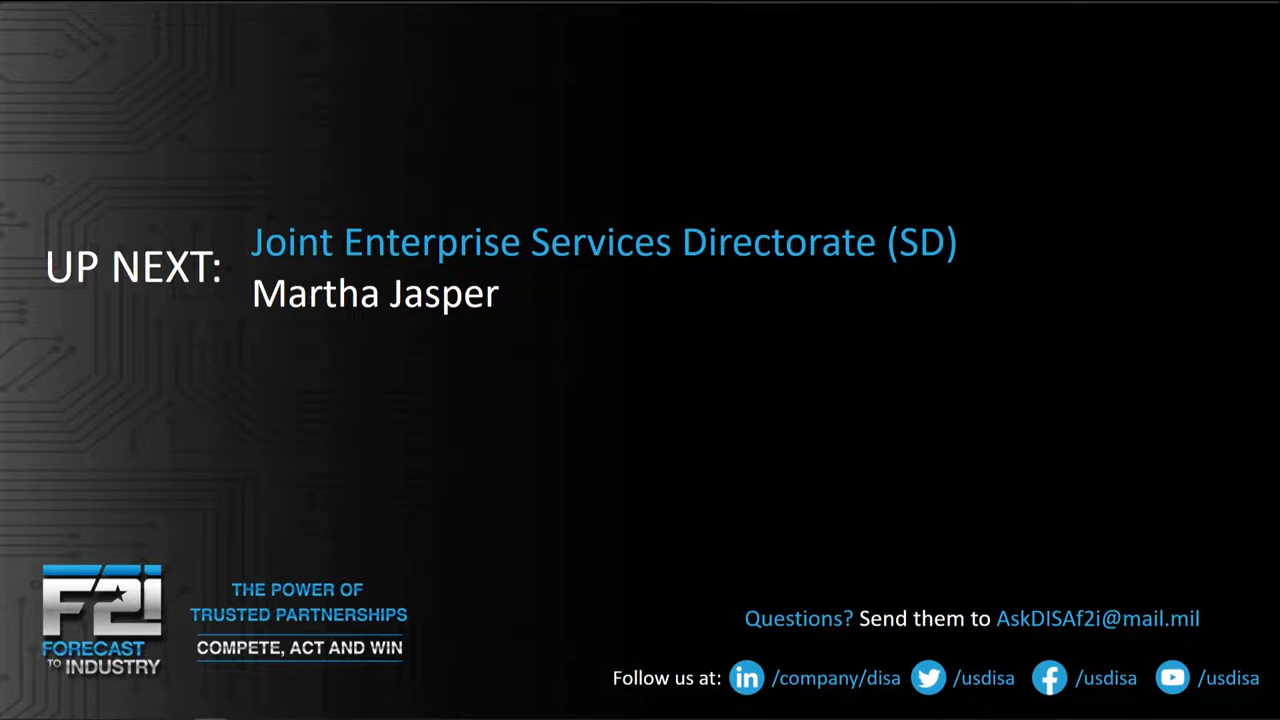 UP NEXT:
Joint Enterprise Services Directorate (SD)
Martha Jasper
F2i
FORECAST
TO INDUSTRY
THE POWER OF
TRUSTED PARTNERSHIPS
COMPETE, ACT AND WIN
Questions? Send them to AskDISAf2i@mail.mil
Follow us at: in /company/disa /usdisa f /usdisa /usdisa